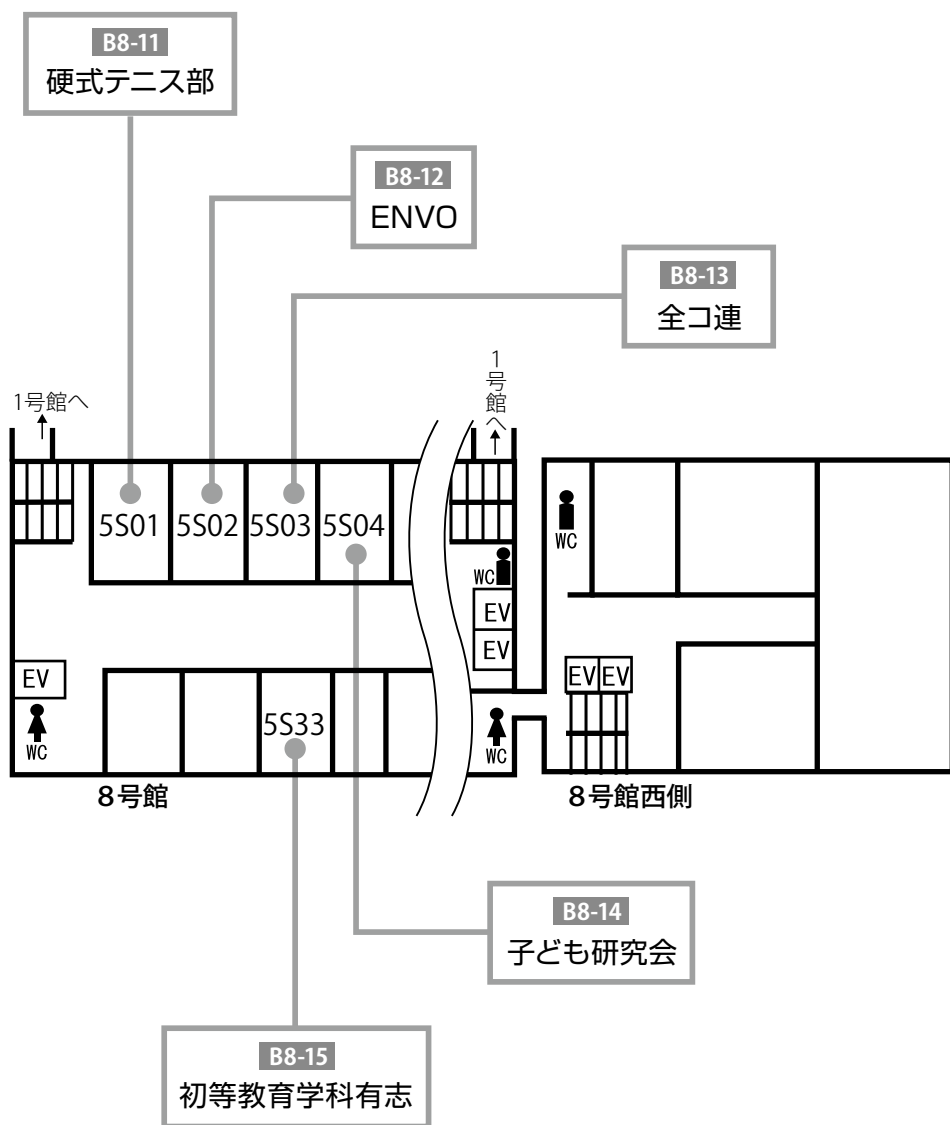 B8-11
硬式テニス部
B8-12
ENVO
B8-13
全コ連
1号館へ
1号館へ
5S01
5S02
5S03
5S04
WC
WC
EV
EV
EV
EV
EV
WC
5S33
WC
8号館
8号館西側
B8-14
子ども研究会
B8-15
初等教育学科有志